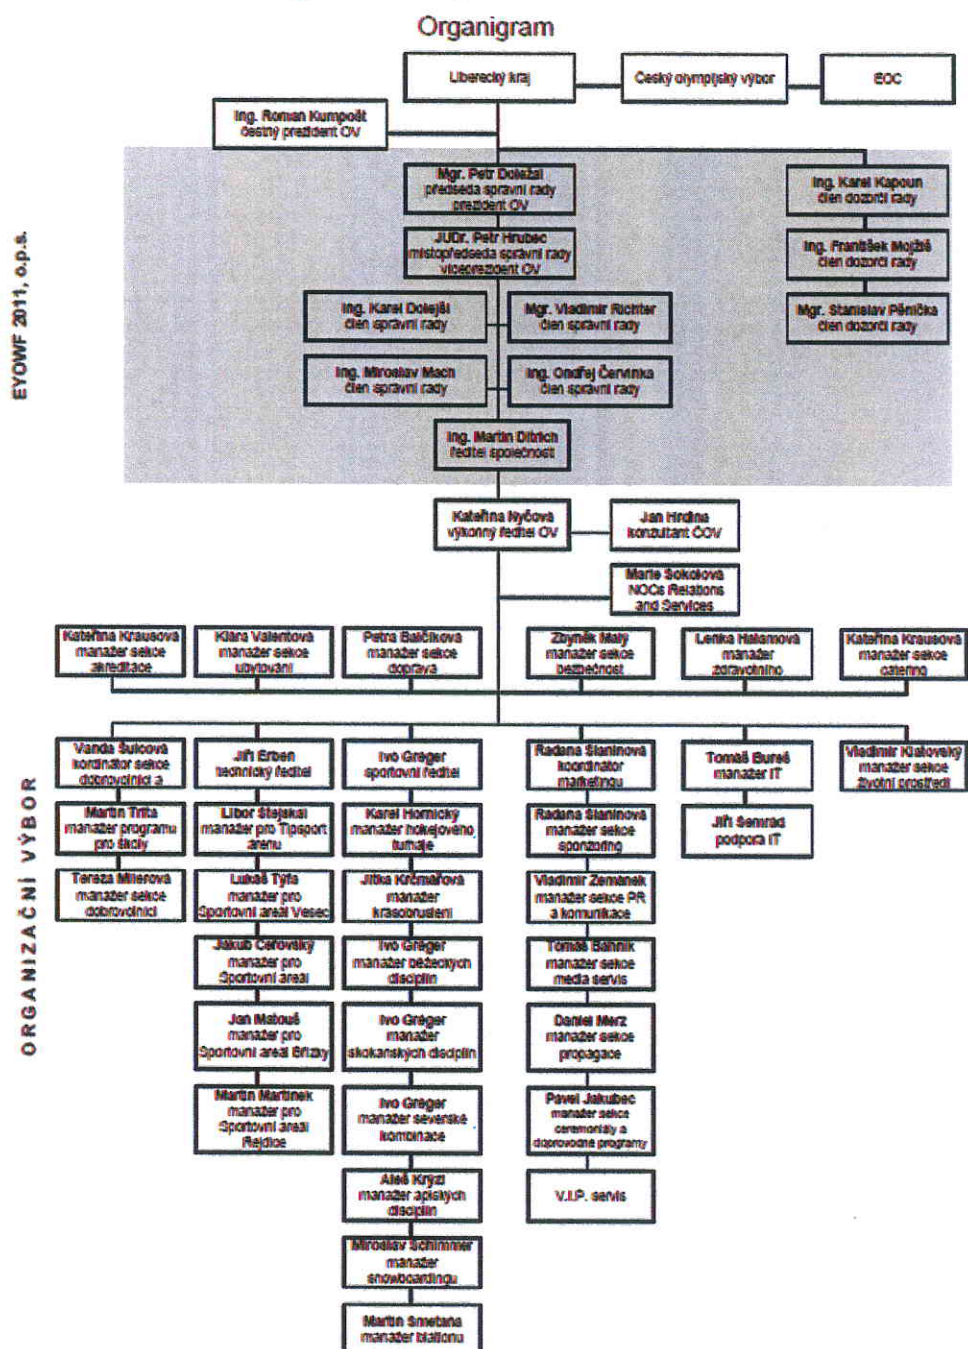 Organigram
Liberecký kraj
Český olympijský výbor
EOC
Ing. Roman Kumpošt
čestný prezident OV
EYOWF 2011, o.p.s.
Mgr. Petr Doležal
předseda správní rady
prezident OV
Ing. Karel Kapoun
člen dozorčí rady
JUDr. Petr Hrubec
místopředseda správní rady
viceprezident OV
Ing. František Mojžíš
člen dozorčí rady
Ing. Karel Dolejší
člen správní rady
Mgr. Vladimír Richter
člen správní rady
Mgr. Stanislav Pěnička
člen dozorčí rady
Ing. Miroslav Mach
člen správní rady
Ing. Ondřej Červinka
člen správní rady
Ing. Martin Ditrich
ředitel společnost
Kateřina Nyčová
výkonný ředitel OV
Jan Hrdina
konzultant ČOV
Marie Sokolová
NOCs Relations
and Services
Kateřina Krausová
manažer sekce
akreditace
Klára Valentová
manažer sekce
ubytování
Petra Balčíková
manažer sekce
doprava
Zbyněk Malý
manažer sekce
bezpečnost
Lenka Halamová
manažer
zdravotního
Kateřina Krausová
manažer sekce
catering
ORGANIZAČNÍ VÝBOR
Vanda Šulcová
kordinátor sekce
dobrovolníci a
Martin Trifa
manažer programu
pro školy
Tereza Milerová
manažer sekce
dobrovolníci
Jiří Erben
technický ředitel
Libor Stejskal
manažer pro Tipsport
arenu
Lukáš Týfa
manažer pro
Sportovní areál Vesec
Jakub Ceřovský
manažer pro
Sportovní areál
Jan Matouš
manažer pro
Sportovní areál Břízky
Martin Martinek
manažer pro
Sportovní areál
Rejdice
Ivo Gréger
sportovní ředitel
Karel Hornický
manažer hokejového
turnaje
Jitka Krčmářová
manažer
krasobruslení
Ivo Gréger
manažer běžeckých
disciplín
Ivo Gréger
manažer
skokanských disciplín
Ivo Gréger
manažer severské
kombinace
Aleš Krýzl
manažer alpských
disciplín
Miroslav Schimmer
manažer
snowboardingu
Martin Smetana
manažer biatlonu
Radana Slaninová
koordinátor
marketingu
Radana Slaninová
manažer sekce
sponzoring
Vladimír Zemánek
manažer sekce PR
a komunikace
Tomáš Bahník
manažer sekce
media servis
Daniel Merz
manažer sekce
propagace
Pavel Jakubec
manažer sekce
ceremoniály a
doprovodné programy
V.I.P. servis
Tomáš Bureš
manažer IT
Jiří Semrád
podpora IT
Vladimír
manažer sekce
životní prostředí